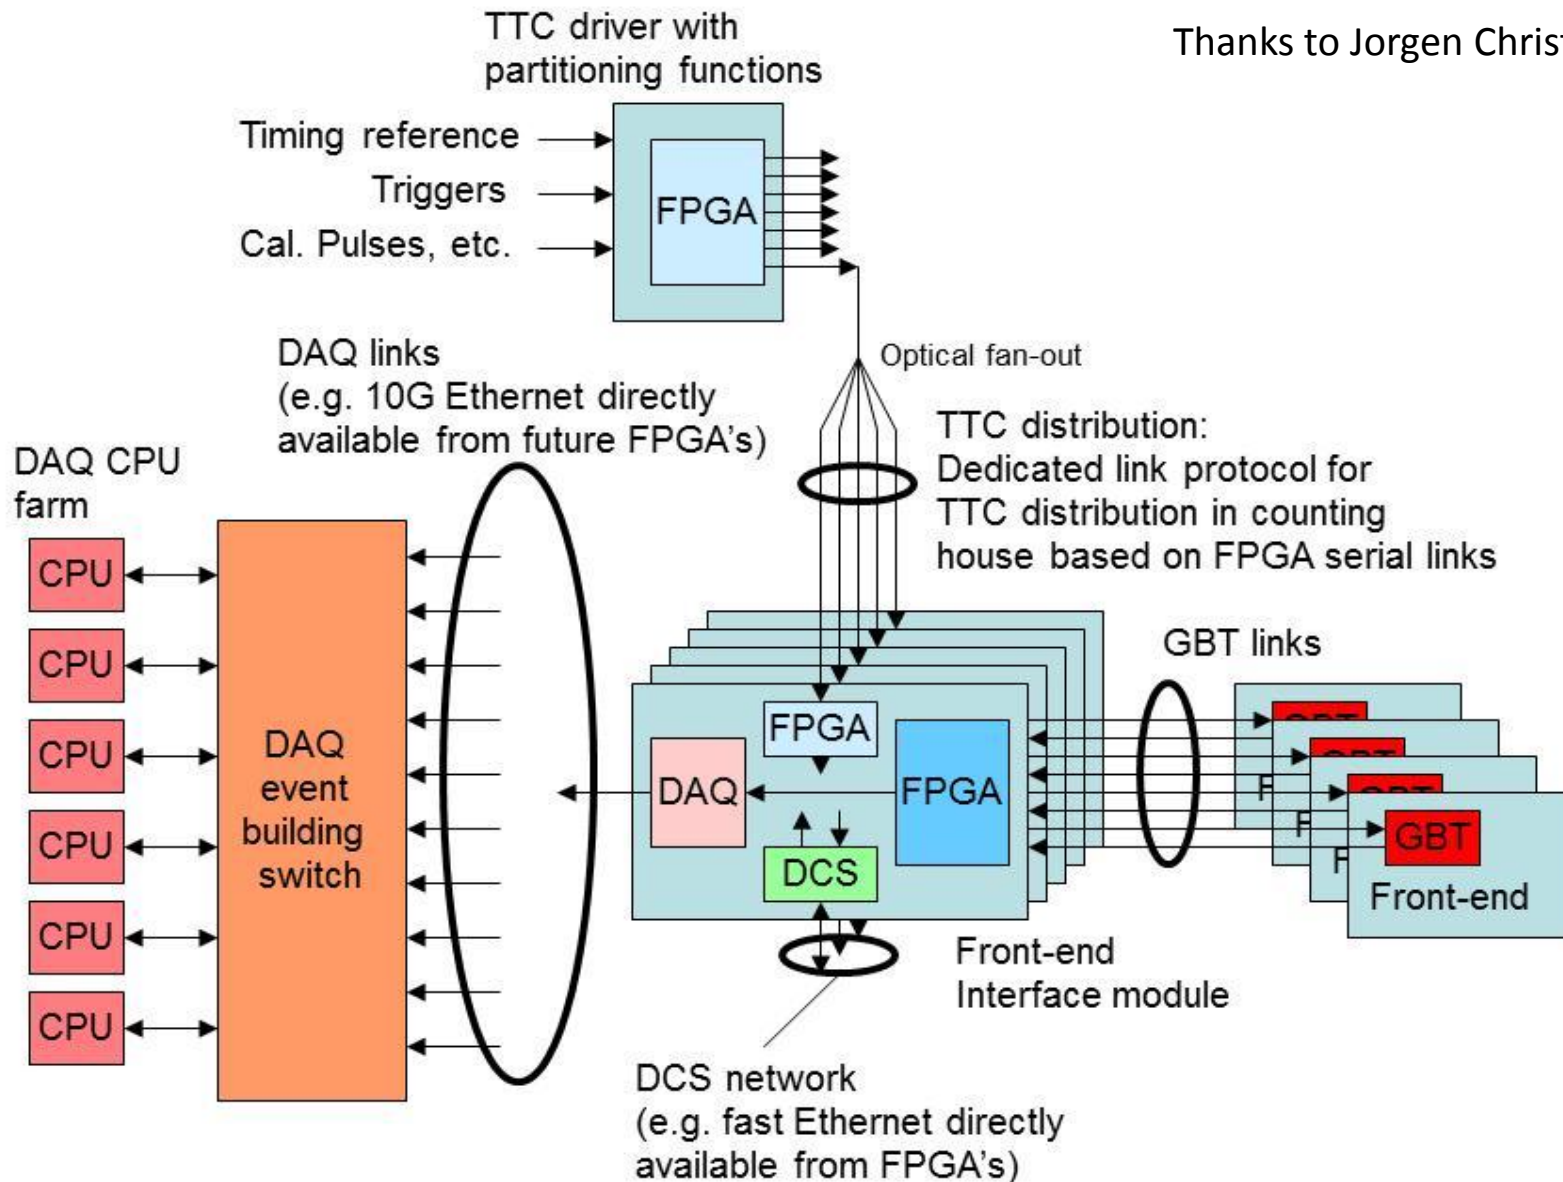 TTC driver with
partitioning functions
Thanks to Jorgen Christ
Timing reference
Triggers
Cal. Pulses, etc.
FPGA
DAQ links
(e.g. 10G Ethernet directly
available from future FPGA's)
Optical fan-out
TTC distribution:
Dedicated link protocol for
TTC distribution in counting
house based on FPGA serial links
DAQ CPU
farm
CPU
CPU
CPU
CPU
CPU
CPU
DAQ
event
building
switch
GBT links
FPGA
DAQ
FPGA
DCS
GBT
GBT
GBT
GBT
F
F
F
Front-end
Front-end
Interface module
DCS network
(e.g. fast Ethernet directly
available from FPGA's)